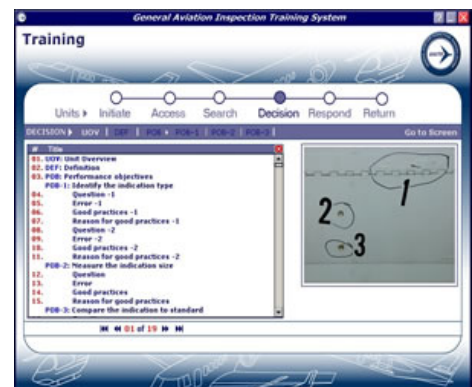 General Aviation Inspection Training System
Training
Units Initiate Access Search Decision Respond Return
DECISION UOV | DEF | POB POB-1 | POB-2 | POB-3 | Go to Screen
# Title
01. UOV: Unit Overview
02. DEF: Definition
03. POB: Performance objectives
POB-1: Identify the indication type
04. Question -1
05. Error -1
06. Good practices -1
07. Reason for good practices -1
08. Question -2
09. Error -2
10. Good practices -2
11. Reason for good practices -2
POB-2: Measure the indication size
12. Question
13. Error
14. Good practices
15. Reason for good practices
POB-3: Compare the indication to standard
1
2
3
01 of 19